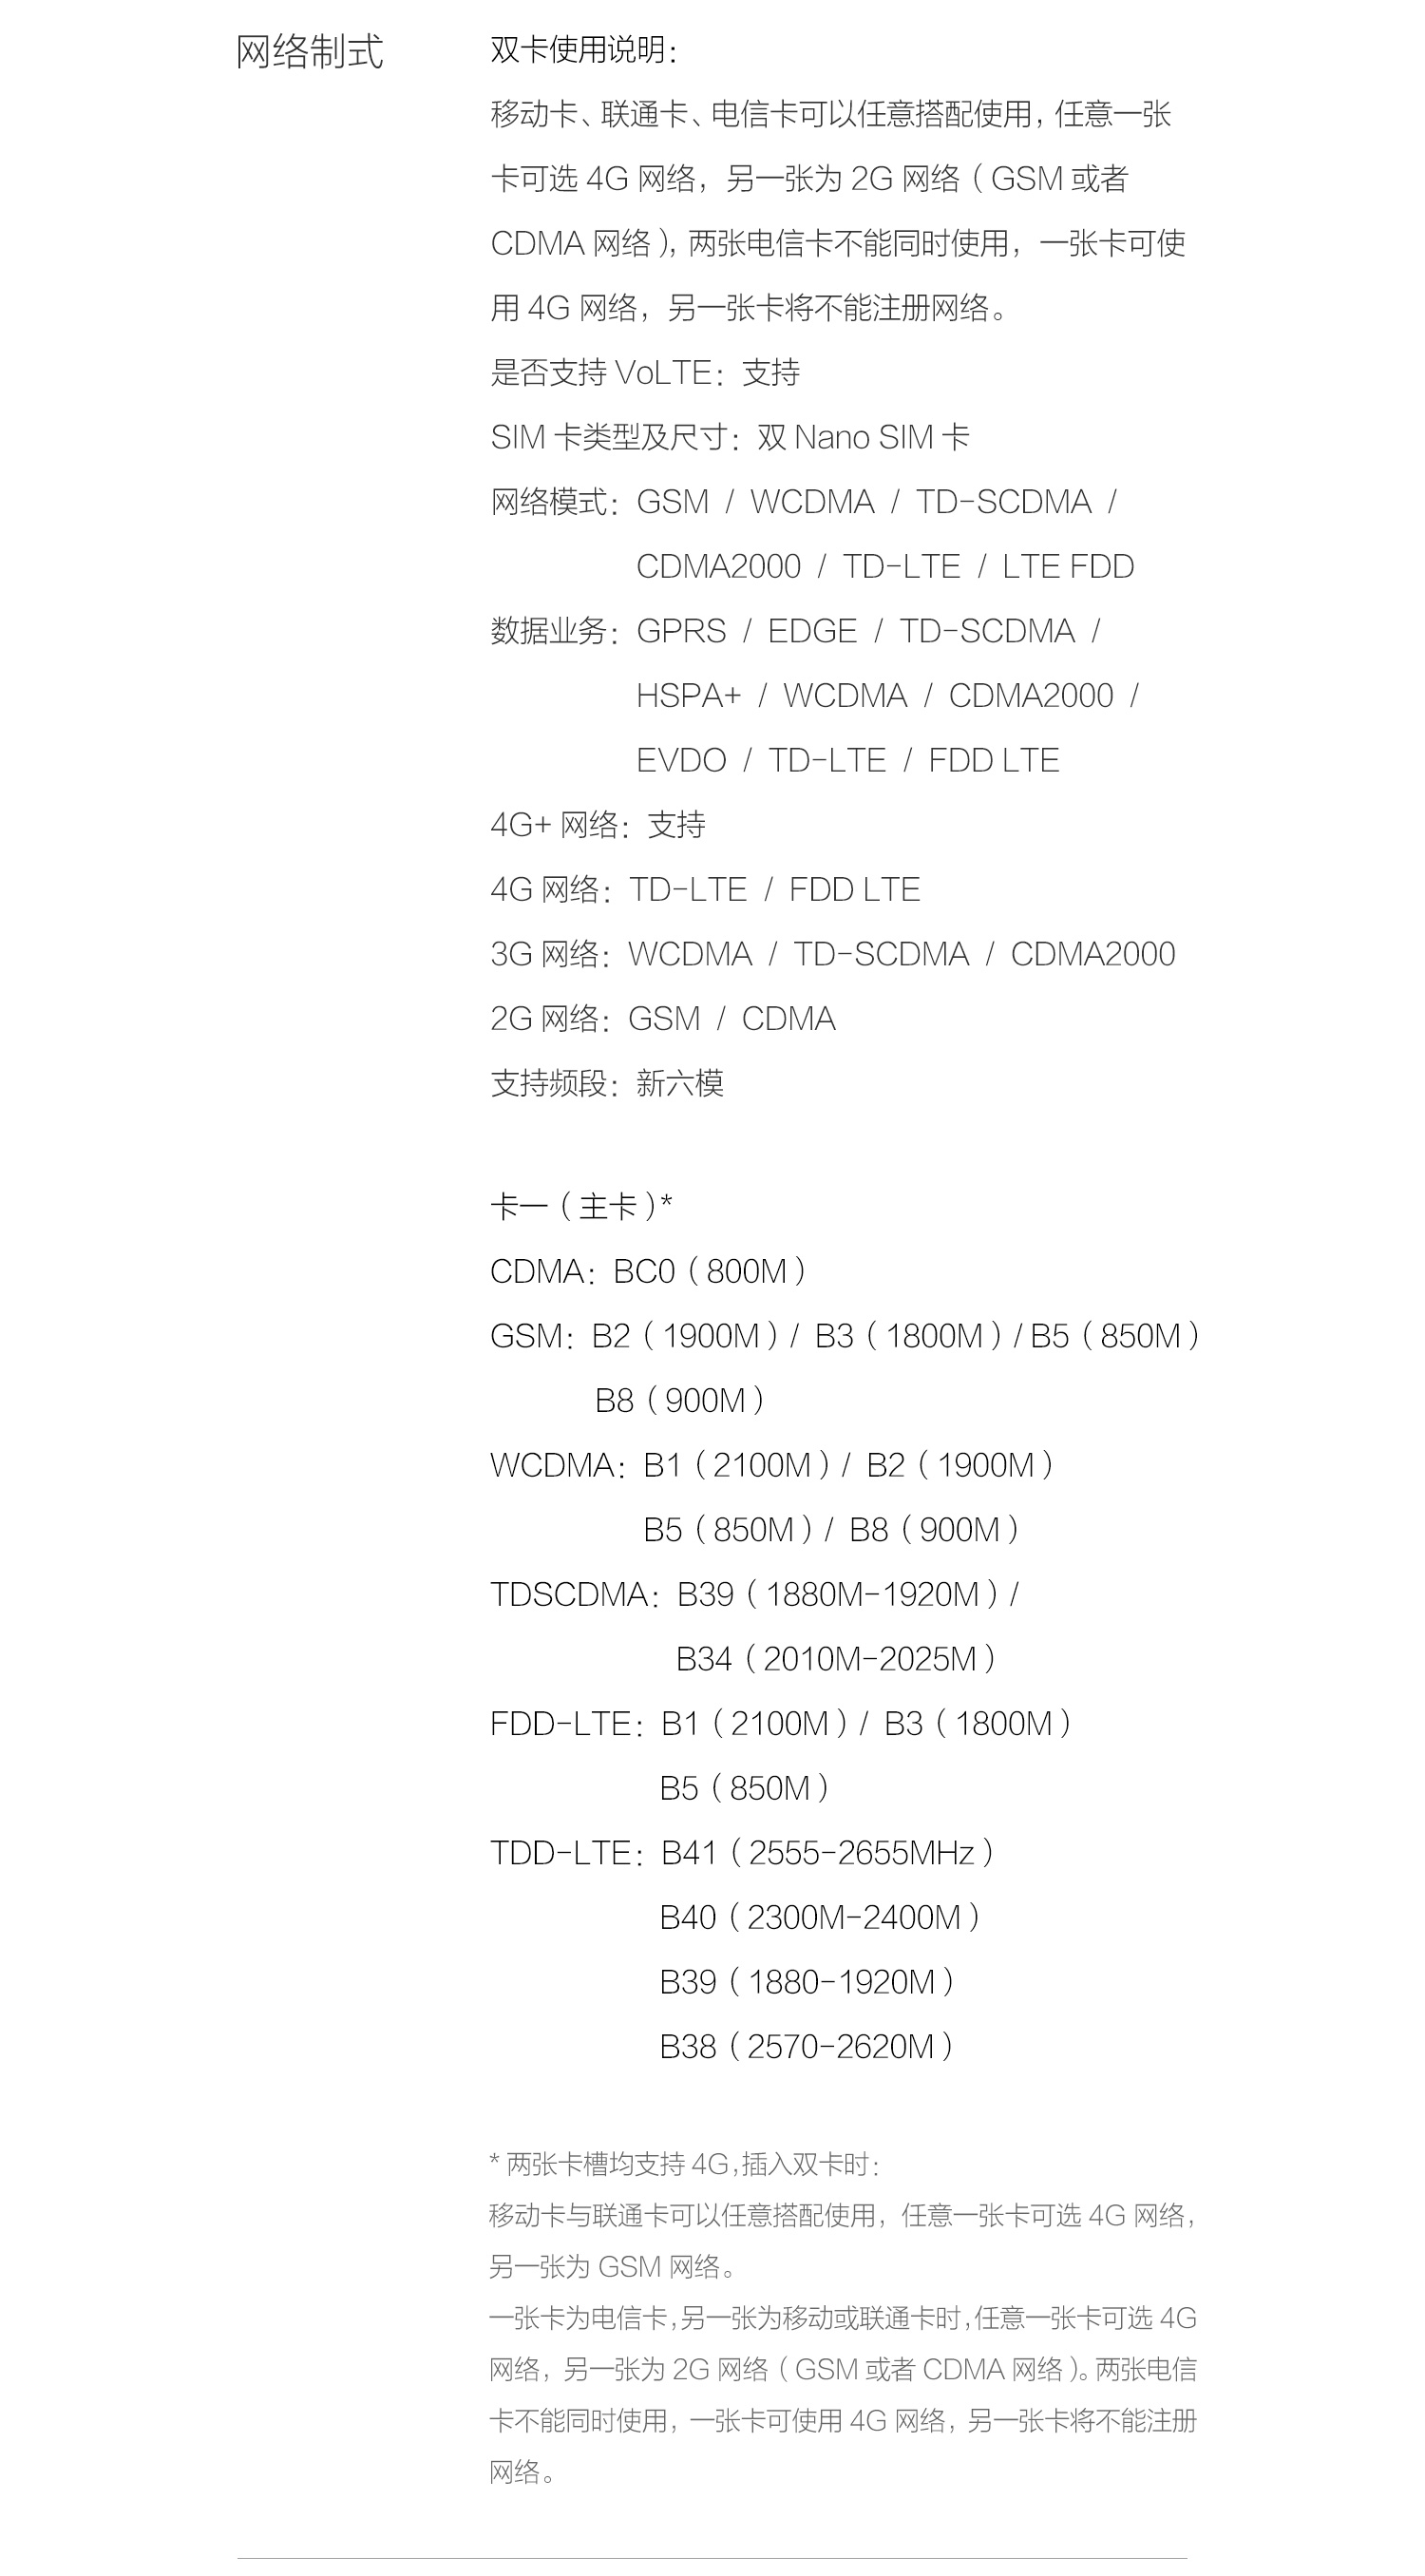 网络制式
双卡使用说明：
移动卡、联通卡、电信卡可以任意搭配使用，任意一张
卡可选 4G 网络，另一张为 2G 网络（GSM 或者
CDMA 网络），两张电信卡不能同时使用，一张卡可使
用 4G 网络，另一张卡将不能注册网络。
是否支持 VoLTE：支持
SIM 卡类型及尺寸：双 Nano SIM 卡
网络模式：GSM / WCDMA / TD-SCDMA /
CDMA2000 / TD-LTE / LTE FDD
数据业务：GPRS / EDGE / TD-SCDMA /
HSPA+ / WCDMA / CDMA2000 /
EVDO / TD-LTE / FDD LTE
4G+ 网络：支持
4G 网络：TD-LTE / FDD LTE
3G 网络：WCDMA / TD-SCDMA / CDMA2000
2G 网络：GSM / CDMA
支持频段：新六模
卡一（主卡）*
CDMA：BC0（800M）
GSM：B2（1900M）/ B3（1800M）/ B5（850M）
B8（900M）
WCDMA：B1（2100M）/ B2（1900M）
B5（850M）/ B8（900M）
TDSCDMA：B39（1880M-1920M）/
B34（2010M-2025M）
FDD-LTE：B1（2100M）/ B3（1800M）
B5（850M）
TDD-LTE：B41（2555-2655MHz）
B40（2300M-2400M）
B39（1880-1920M）
B38（2570-2620M）
* 两张卡槽均支持 4G,插入双卡时：
移动卡与联通卡可以任意搭配使用，任意一张卡可选 4G 网络，
另一张为 GSM 网络。
一张卡为电信卡,另一张为移动或联通卡时,任意一张卡可选 4G
网络，另一张为 2G 网络（GSM 或者 CDMA 网络）。两张电信
卡不能同时使用，一张卡可使用 4G 网络，另一张卡将不能注册
网络。